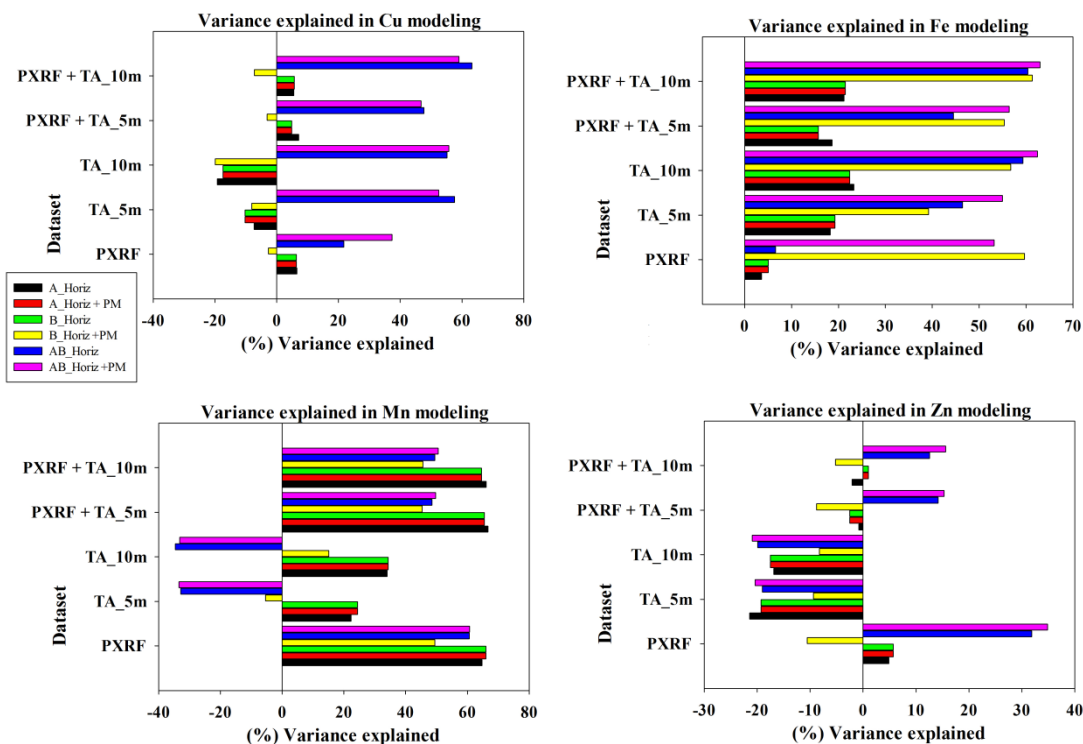 Variance explained in Cu modeling
PXRF + TA_10m
PXRF + TA_5m
TA_10m
TA_5m
PXRF
Dataset
-40 -20 0 20 40 60 80
(%) Variance explained
A_Horiz
A_Horiz + PM
B_Horiz
B_Horiz +PM
AB_Horiz
AB_Horiz +PM
Variance explained in Fe modeling
PXRF + TA_10m
PXRF + TA_5m
TA_10m
TA_5m
PXRF
Dataset
0 10 20 30 40 50 60 70
(%) Variance explained
Variance explained in Mn modeling
PXRF + TA_10m
PXRF + TA_5m
TA_10m
TA_5m
PXRF
Dataset
-40 -20 0 20 40 60 80
(%) Variance explained
Variance explained in Zn modeling
PXRF + TA_10m
PXRF + TA_5m
TA_10m
TA_5m
PXRF
Dataset
-30 -20 -10 0 10 20 30 40
(%) Variance explained